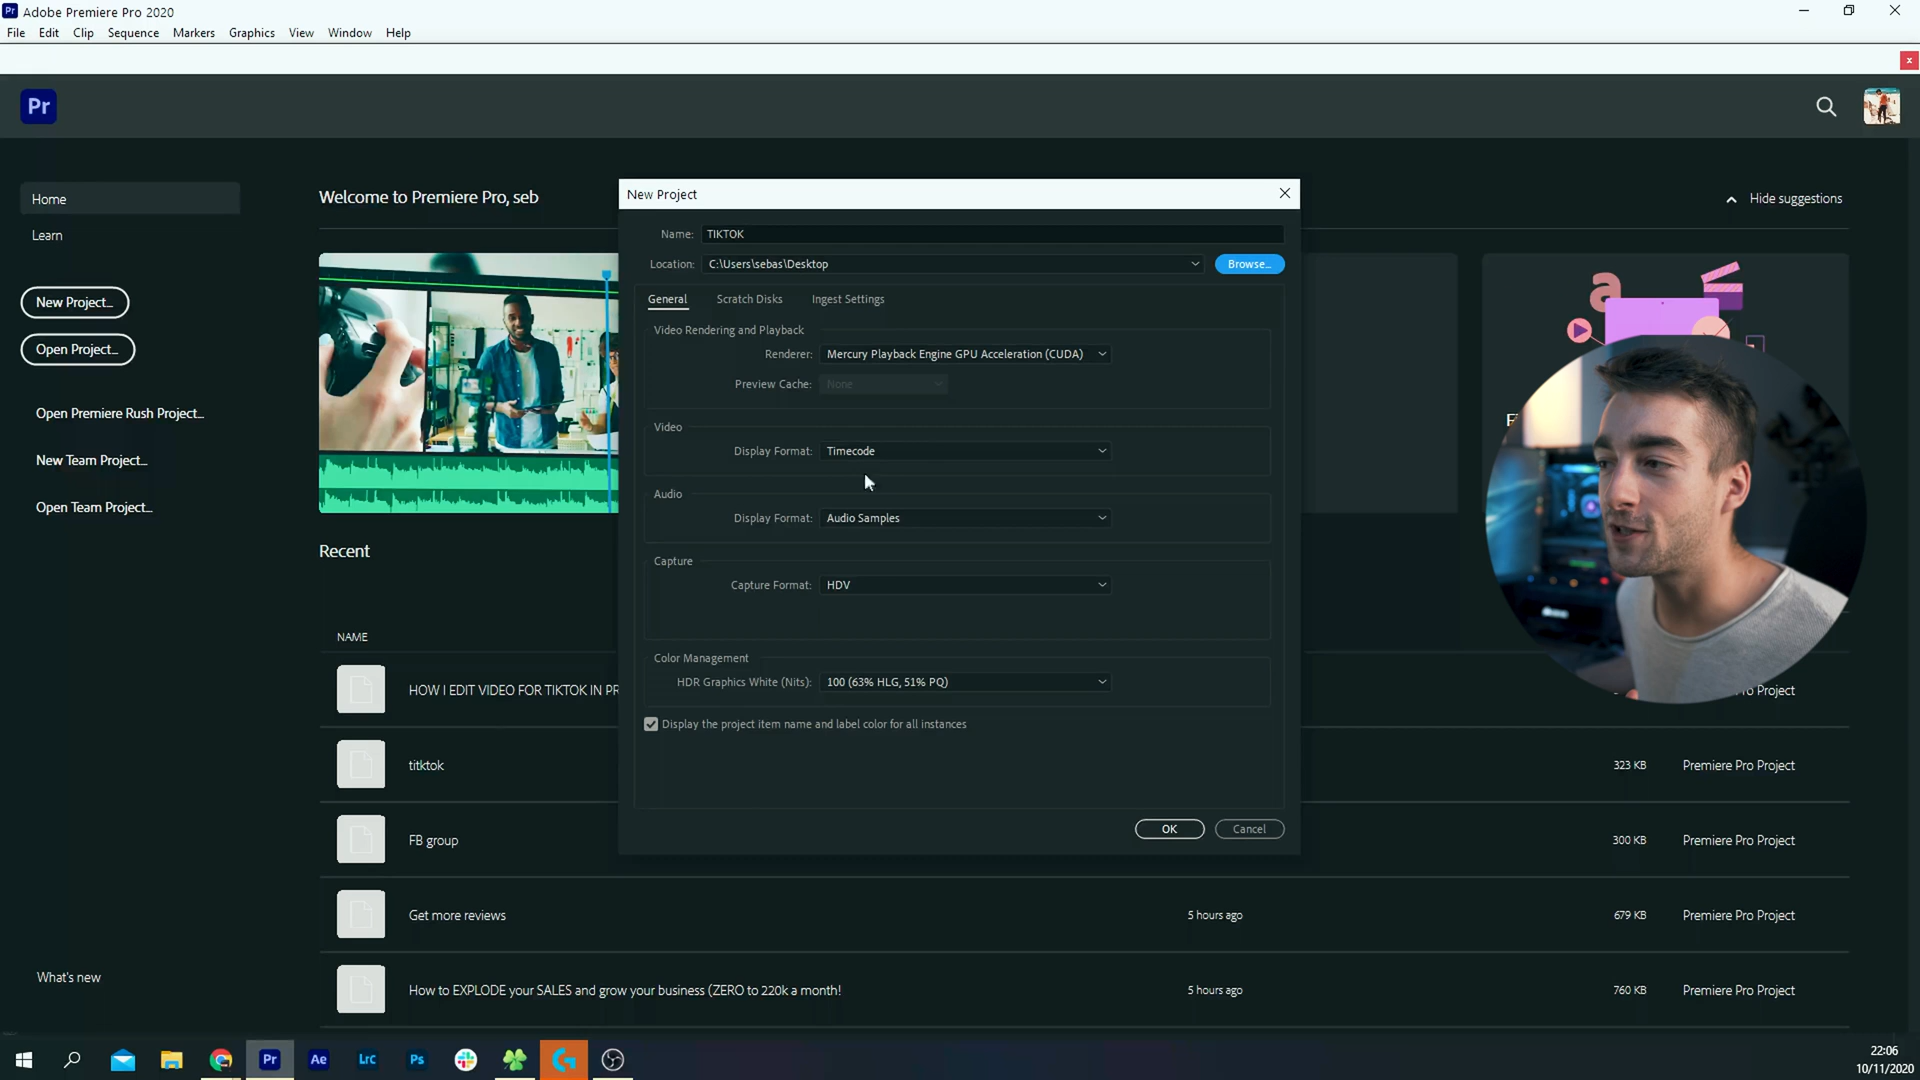 Pr Adobe Premiere Pro 2020
File Edit Clip Sequence Markers Graphics View Window Help
x
Pr
Home
Learn
New Project...
Open Project...
Open Premiere Rush Project...
New Team Project...
Open Team Project...
What's new
Welcome to Premiere Pro, seb
Hide suggestions
Recent
NAME
HOW I EDIT VIDEO FOR TIKTOK IN PR
titktok
323 KB Premiere Pro Project
FB group
300 KB Premiere Pro Project
Get more reviews
5 hours ago 679 KB Premiere Pro Project
How to EXPLODE your SALES and grow your business (ZERO to 220k a month!
5 hours ago 760 KB Premiere Pro Project
New Project
Name: TIKTOK
Location: C:\Users\sebas\Desktop Browse...
General Scratch Disks Ingest Settings
Video Rendering and Playback
Renderer: Mercury Playback Engine GPU Acceleration (CUDA)
Preview Cache: None
Video
Display Format: Timecode
Audio
Display Format: Audio Samples
Capture
Capture Format: HDV
Color Management
HDR Graphics White (Nits): 100 (63% HLG, 51% PQ)
Display the project item name and label color for all instances
OK Cancel
a
Project
Pr Ae Lrc Ps
22:06
10/11/2020